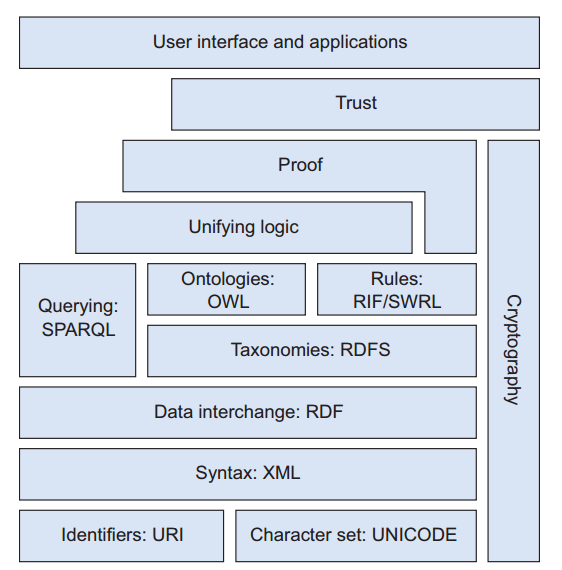 User interface and applications
Trust
Proof
Unifying logic
Querying:
SPARQL
Ontologies:
OWL
Rules:
RIF/SWRL
Taxonomies: RDFS
Cryptography
Data interchange: RDF
Syntax: XML
Identifiers: URI
Character set: UNICODE